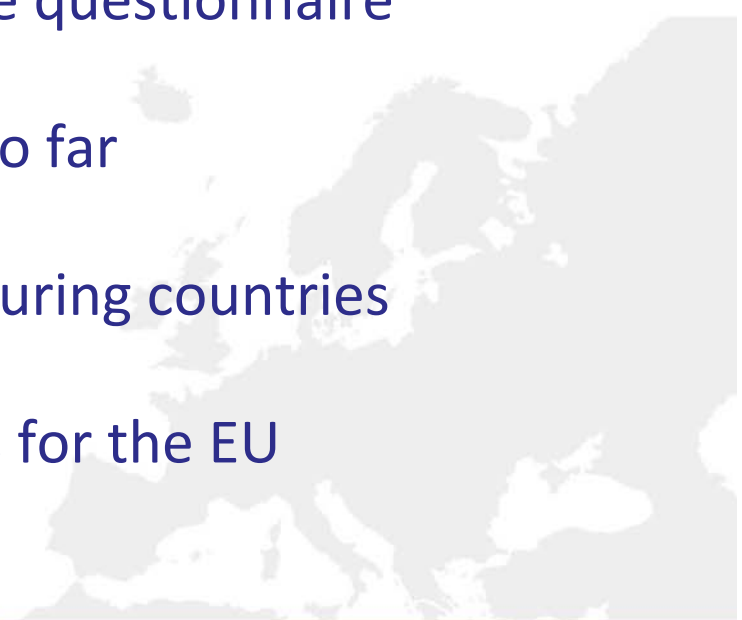 e questionnaire
o far
uring countries
for the EU